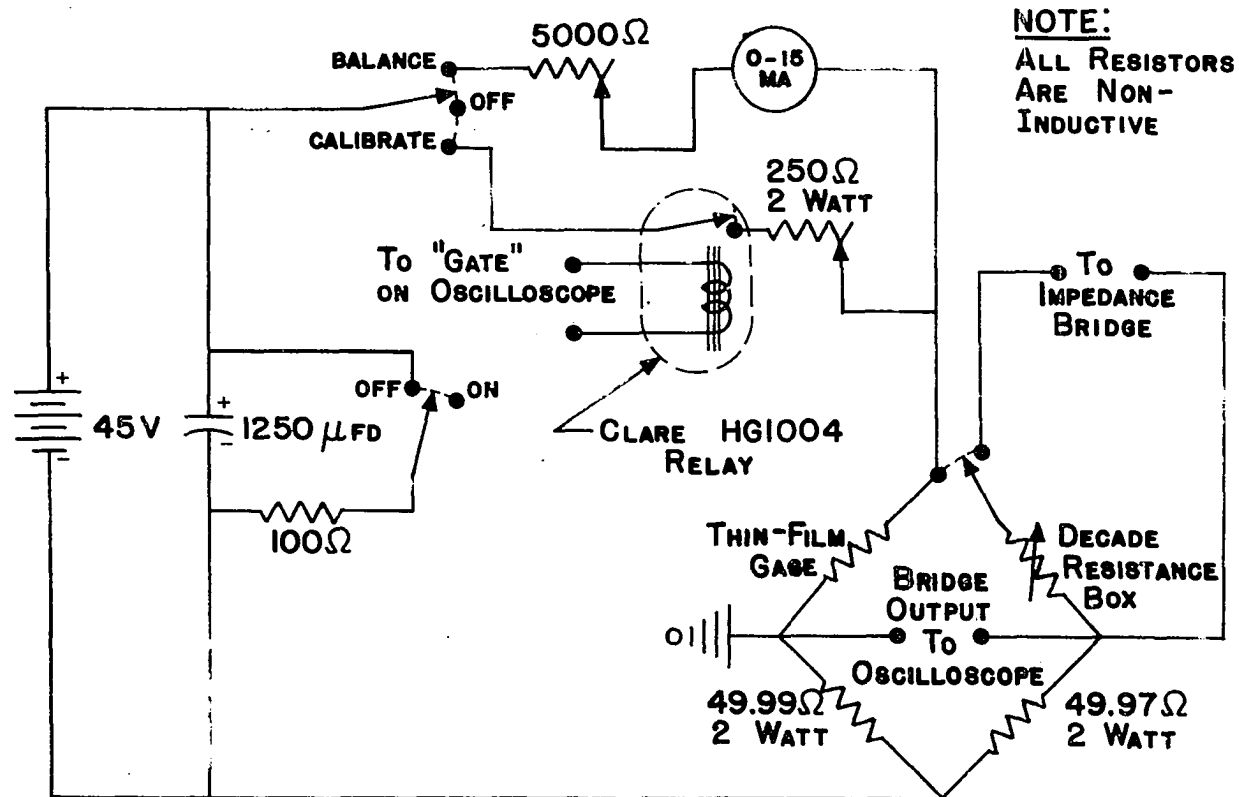 NOTE:
ALL RESISTORS
ARE NON-
INDUCTIVE
5000Ω
BALANCE
0-15
MA
OFF
CALIBRATE
250Ω
2 WATT
TO "GATE"
ON OSCILLOSCOPE
TO
IMPEDANCE
BRIDGE
OFF
ON
+
45V
-
+
1250 μFD
-
CLARE HG1004
RELAY
100Ω
THIN-FILM
GAGE
DECADE
RESISTANCE
BOX
BRIDGE
OUTPUT
TO
OSCILLOSCOPE
49.99Ω
2 WATT
49.97Ω
2 WATT